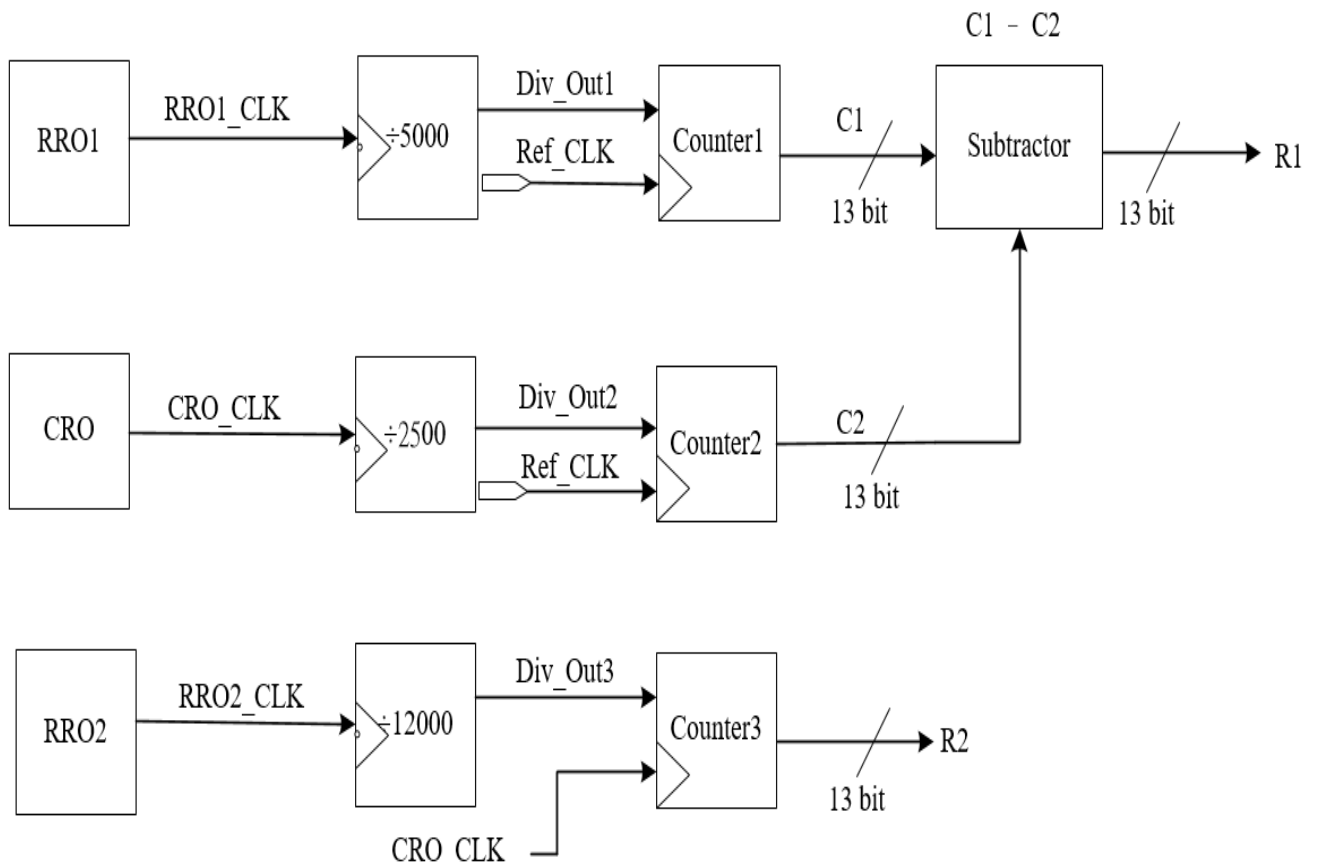 C1 - C2
RRO1
RRO1_CLK
÷5000
Div_Out1
Ref_CLK
Counter1
C1
13 bit
Subtractor
13 bit
R1
CRO
CRO_CLK
÷2500
Div_Out2
Ref_CLK
Counter2
C2
13 bit
RRO2
RRO2_CLK
÷12000
Div_Out3
CRO_CLK
Counter3
13 bit
R2